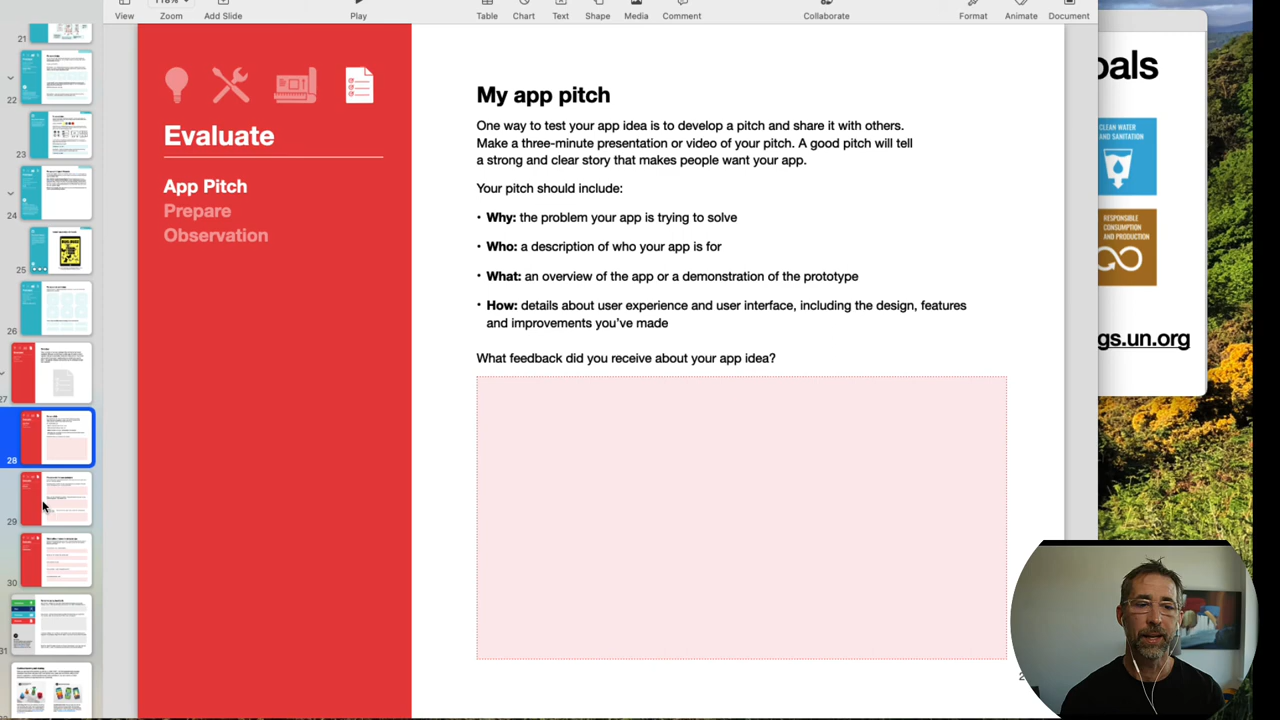 118%
View
Zoom
Add Slide
Play
Table
Chart
Text
Shape
Media
Comment
Collaborate
Format
Animate
Document
21
22
23
24
25
26
27
28
29
30
31
Evaluate
App Pitch
Prepare
Observation
My app pitch
One way to test your app idea is to develop a pitch and share it with others.
Make a three-minute presentation or video of your pitch. A good pitch will tell
a strong and clear story that makes people want your app.
Your pitch should include:
• Why: the problem your app is trying to solve
• Who: a description of who your app is for
• What: an overview of the app or a demonstration of the prototype
• How: details about user experience and user interface, including the design, features
and improvements you've made
What feedback did you receive about your app idea?
oals
CLEAN WATER
AND SANITATION
RESPONSIBLE
CONSUMPTION
AND PRODUCTION
gs.un.org